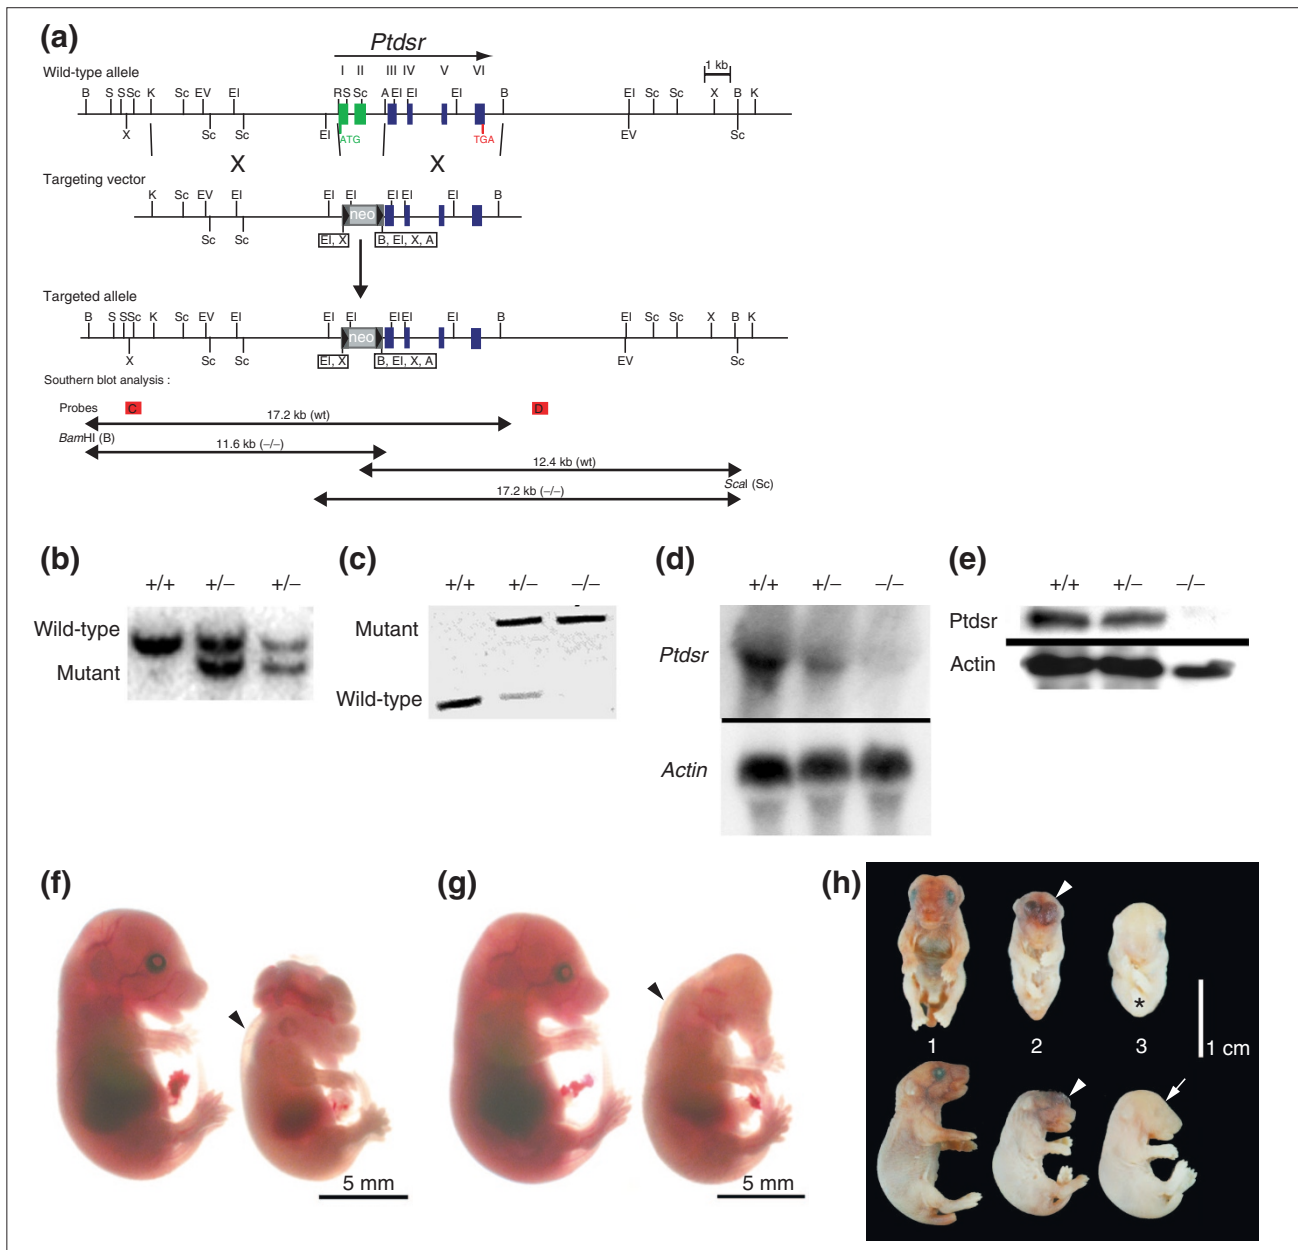 (a)
Ptdsr
Wild-type allele
I II III IV V VI
1 kb
B S S Sc K Sc EV EI RS Sc A EI EI EI B EI Sc Sc X B K
X Sc Sc EI ATG TGA EV Sc
X X
Targeting vector
K Sc EV EI EI EI EI EI EI B
neo
Sc Sc EI, X B, EI, X, A
Targeted allele
B S SSc K Sc EV EI EI EI EI EI EI B EI Sc Sc X B K
neo
X Sc Sc EI, X B, EI, X, A EV Sc
Southern blot analysis :
Probes C D
17.2 kb (wt)
BamHI (B)
11.6 kb (–/–)
12.4 kb (wt)
ScaI (Sc)
17.2 kb (–/–)
(b)
+/+ +/– +/–
Wild-type
Mutant
(c)
+/+ +/– –/–
Mutant
Wild-type
(d)
+/+ +/– –/–
Ptdsr
Actin
(e)
+/+ +/– –/–
Ptdsr
Actin
(f)
5 mm
(g)
5 mm
(h)
*
1 2 3
1 cm